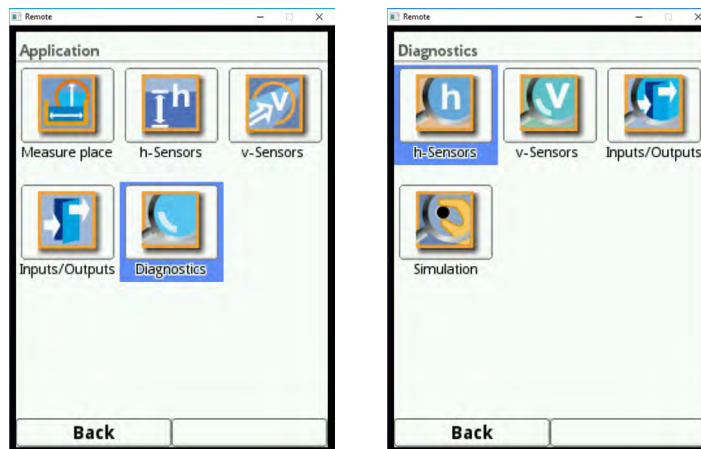 Remote
Application
Measure place
h-Sensors
v-Sensors
Inputs/Outputs
Diagnostics
Back
Remote
Diagnostics
h-Sensors
v-Sensors
Inputs/Outputs
Simulation
Back